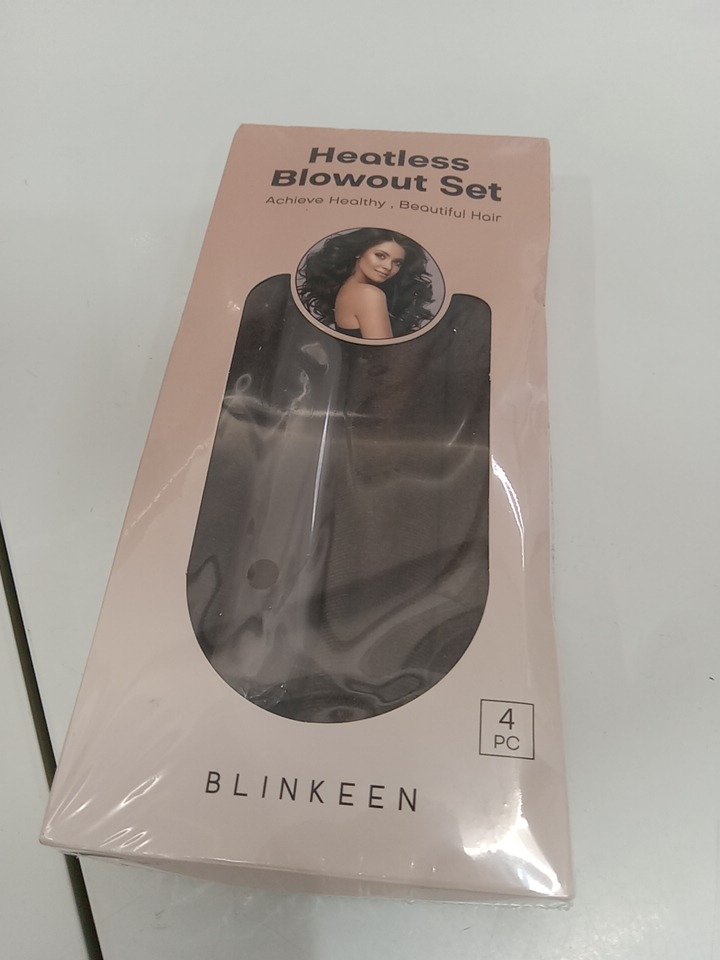 Heatless
Blowout Set
Achieve Healthy , Beautiful Hair
4
PC
BLINKEEN